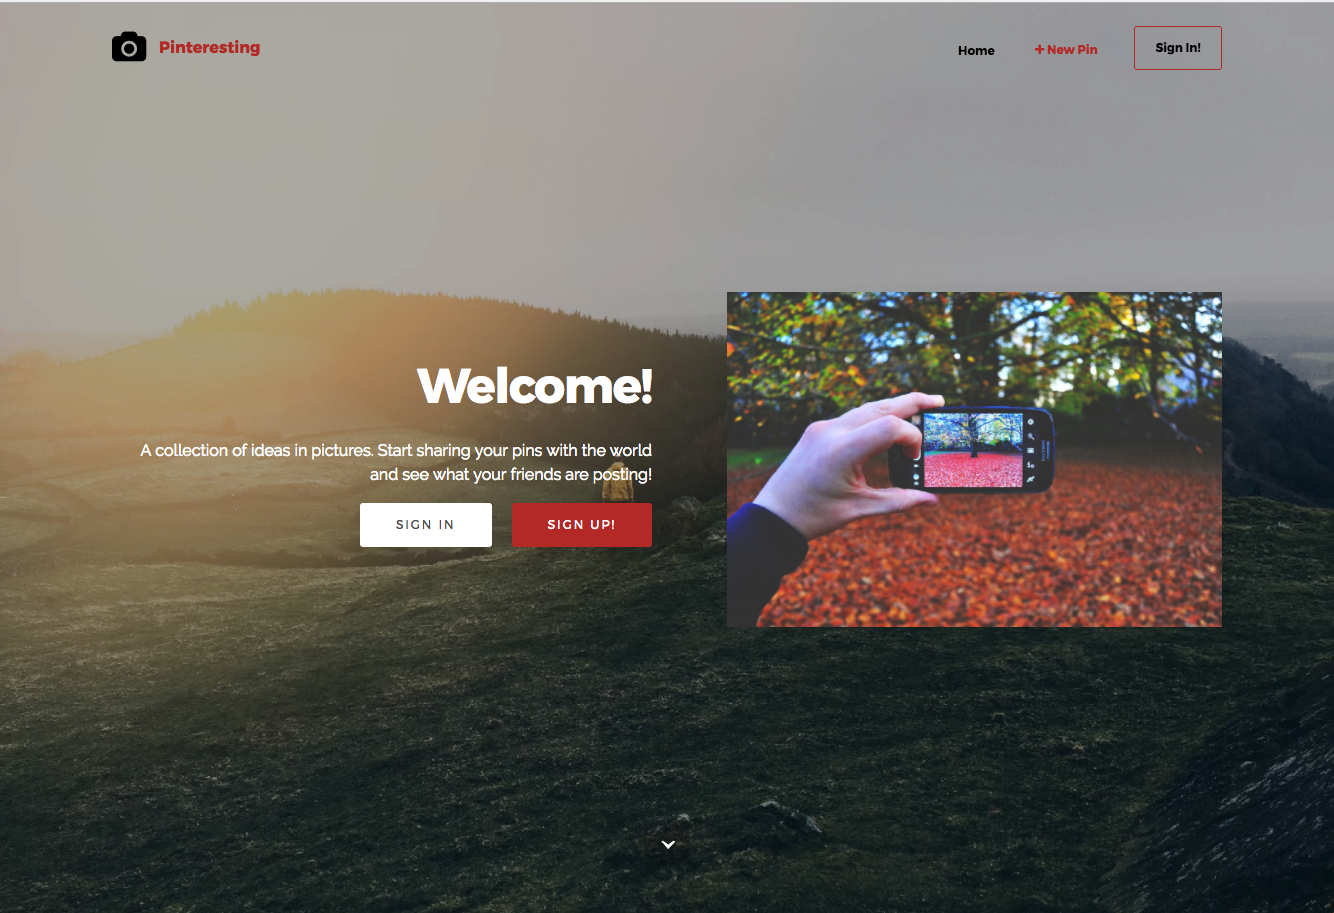 Pinteresting
Home
New Pin
Sign In!
Welcome!
A collection of ideas in pictures. Start sharing your pins with the world
and see what your friends are posting!
SIGN IN
SIGN UP!